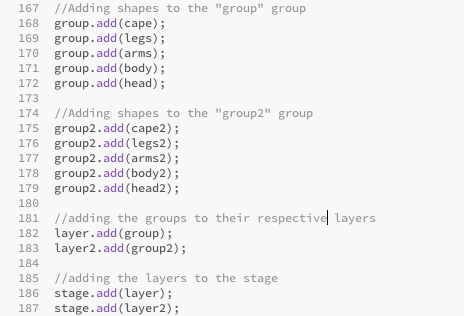 167 //Adding shapes to the "group" group
168 group.add(cape);
169 group.add(legs);
170 group.add(arms);
171 group.add(body);
172 group.add(head);
173
174 //Adding shapes to the "group2" group
175 group2.add(cape2);
176 group2.add(legs2);
177 group2.add(arms2);
178 group2.add(body2);
179 group2.add(head2);
180
181 //adding the groups to their respective layers
182 layer.add(group);
183 layer2.add(group2);
184
185 //adding the layers to the stage
186 stage.add(layer);
187 stage.add(layer2);